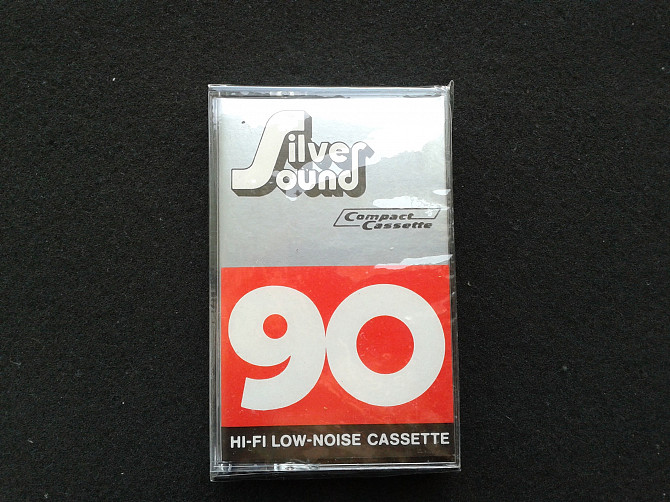 Silver
Sound
Compact
Cassette
90
HI-FI LOW-NOISE CASSETTE